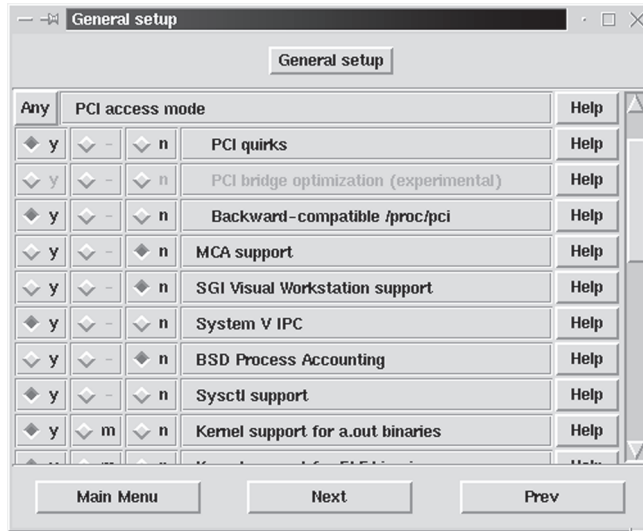 General setup
General setup
Any PCI access mode Help
y - n PCI quirks Help
y - n PCI bridge optimization (experimental) Help
y - n Backward-compatible /proc/pci Help
y - n MCA support Help
y - n SGI Visual Workstation support Help
y - n System V IPC Help
y - n BSD Process Accounting Help
y - n Sysctl support Help
y m n Kernel support for a.out binaries Help
Main Menu Next Prev